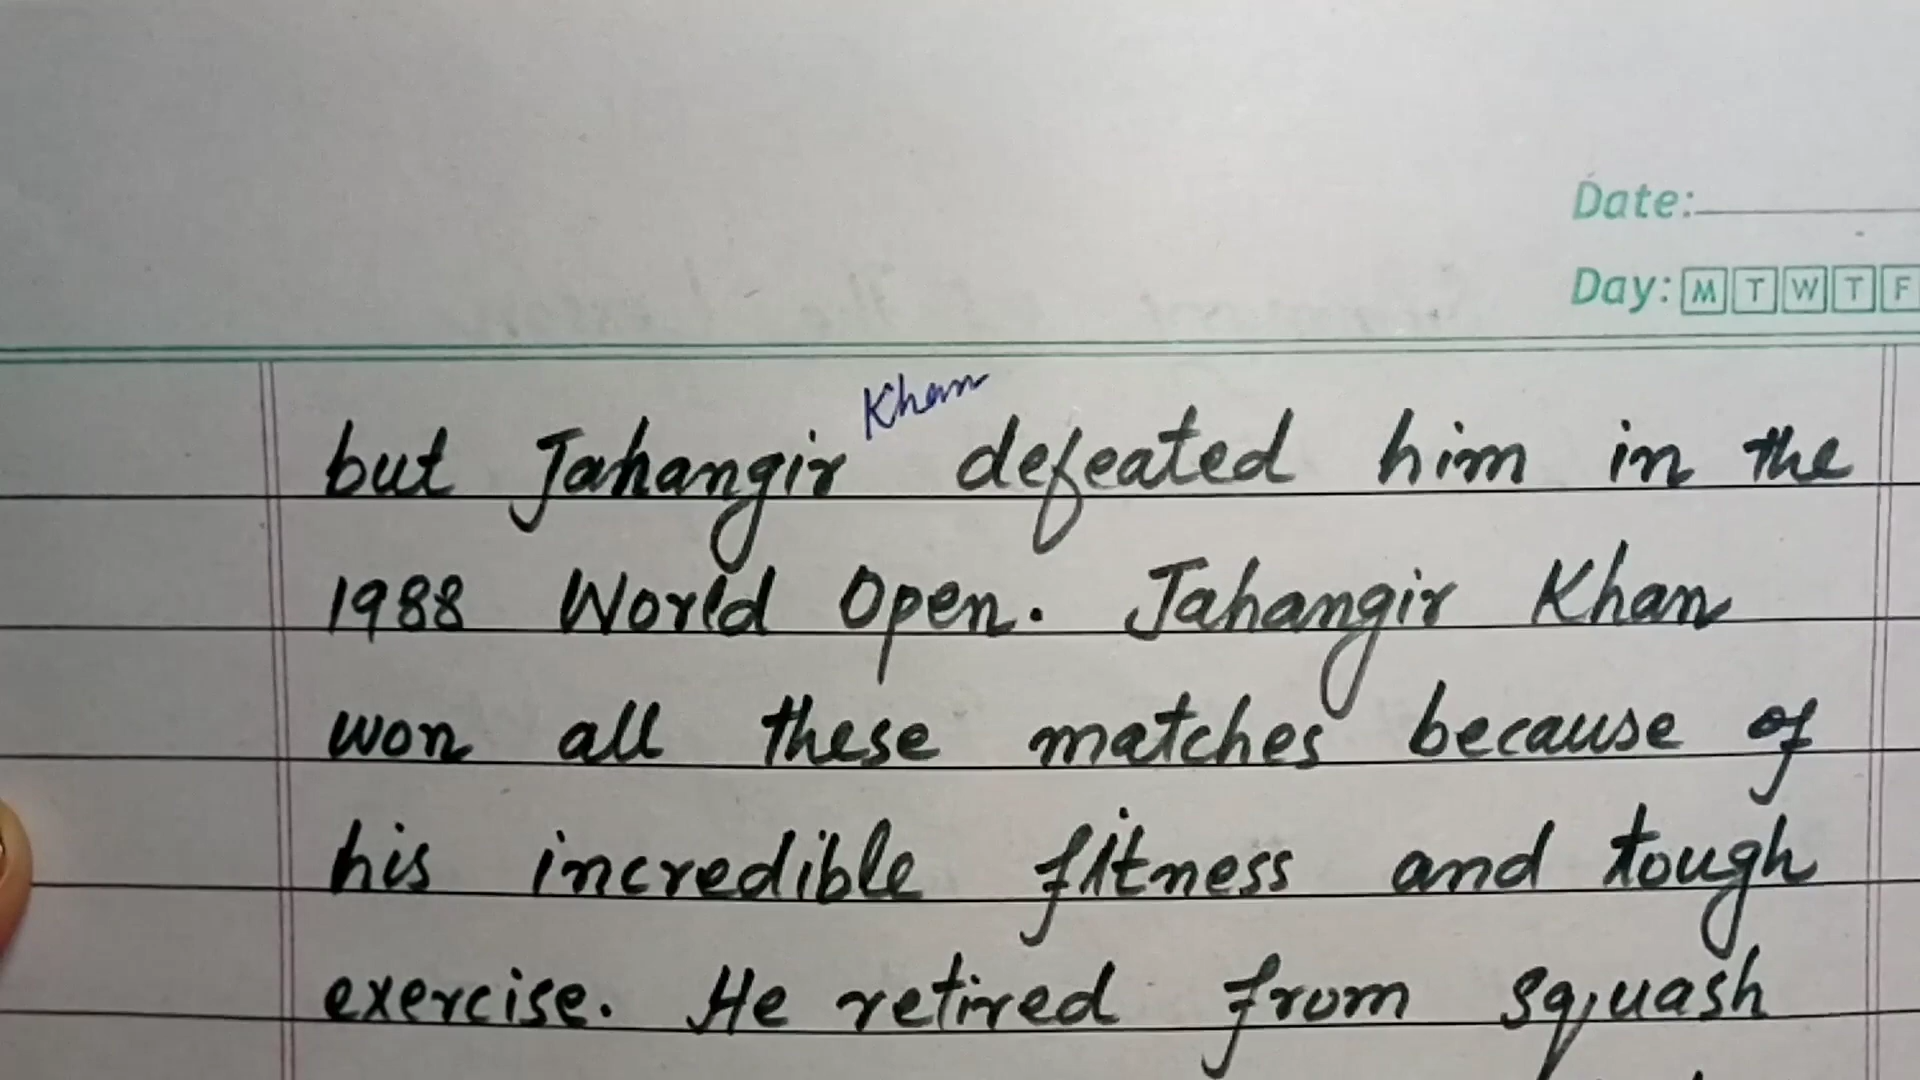 Date:
Day: M T W T F
but Jahangir Khan defeated him in the
1988 World Open. Jahangir Khan
won all these matches because of
his incredible fitness and tough
exercise. He retired from squash